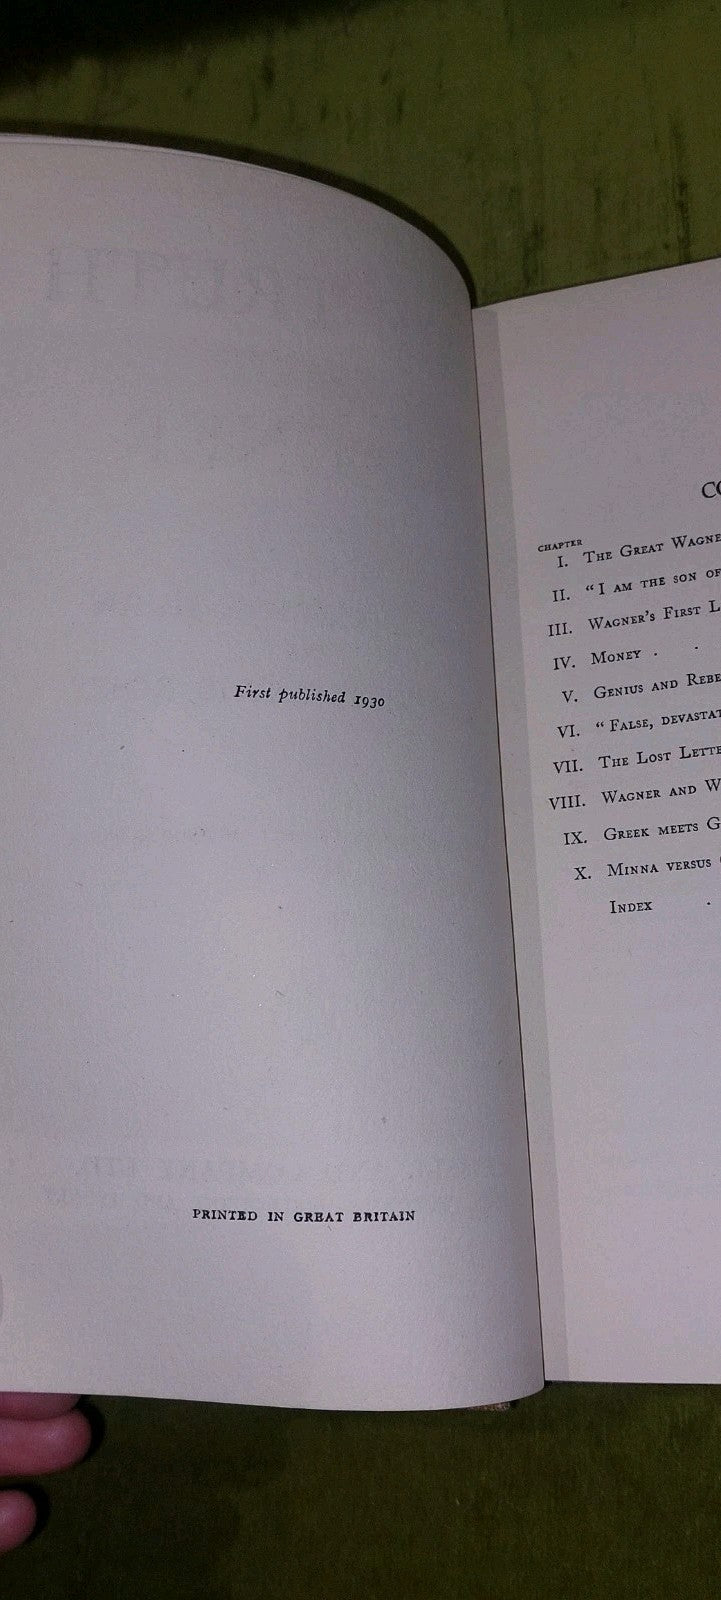 First published 1930
PRINTED IN GREAT BRITAIN
CHAPTER
I. THE GREAT WAGNE
II. "I AM THE SON OF
III. WAGNER'S FIRST L
IV. MONEY . .
V. GENIUS AND REBE
VI. "FALSE, DEVASTAT
VII. THE LOST LETTE
VIII. WAGNER AND W
IX. GREEK MEETS G
X. MINNA VERSUS
INDEX .